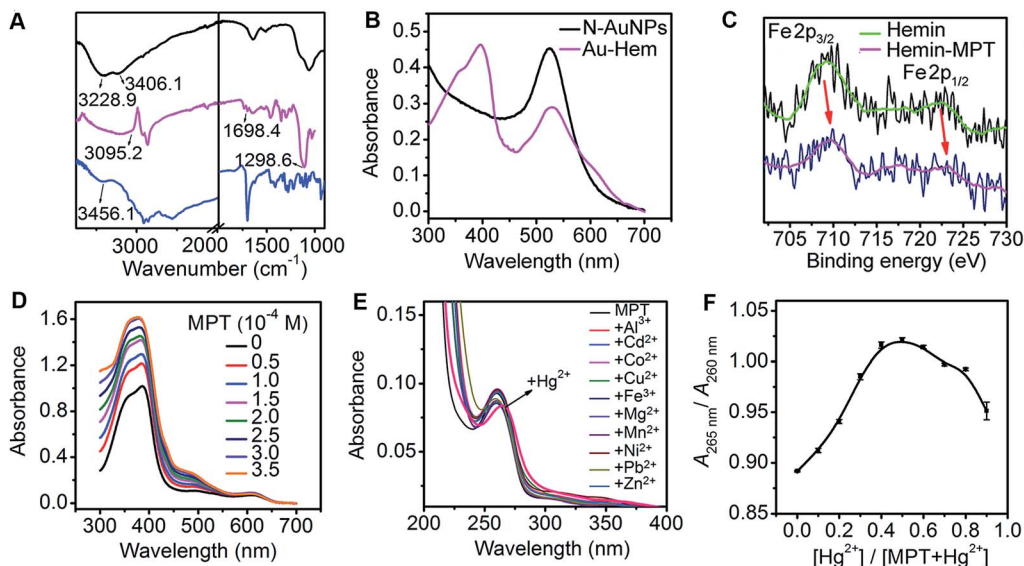 A
3406.1
3228.9
3095.2
1698.4
1298.6
3456.1
3000 2000 1500 1000
Wavenumber (cm⁻¹)
B
N-AuNPs
Au-Hem
Absorbance
0.5
0.4
0.3
0.2
0.1
0.0
300 400 500 600 700
Wavelength (nm)
C
Fe2p3/2
Hemin
Hemin-MPT
Fe2p1/2
705 710 715 720 725 730
Binding energy (eV)
D
MPT (10⁻⁴ M)
0
0.5
1.0
1.5
2.0
2.5
3.0
3.5
Absorbance
1.6
1.2
0.8
0.4
0.0
300 400 500 600 700
Wavelength (nm)
E
MPT
+Al³⁺
+Cd²⁺
+Co²⁺
+Cu²⁺
+Fe³⁺
+Mg²⁺
+Mn²⁺
+Ni²⁺
+Pb²⁺
+Zn²⁺
+Hg²⁺
Absorbance
0.15
0.10
0.05
200 250 300 350 400
Wavelength (nm)
F
A265 nm/ A260 nm
1.05
1.00
0.95
0.90
0.85
0.0 0.2 0.4 0.6 0.8 1.0
[Hg²⁺] / [MPT+Hg²⁺]